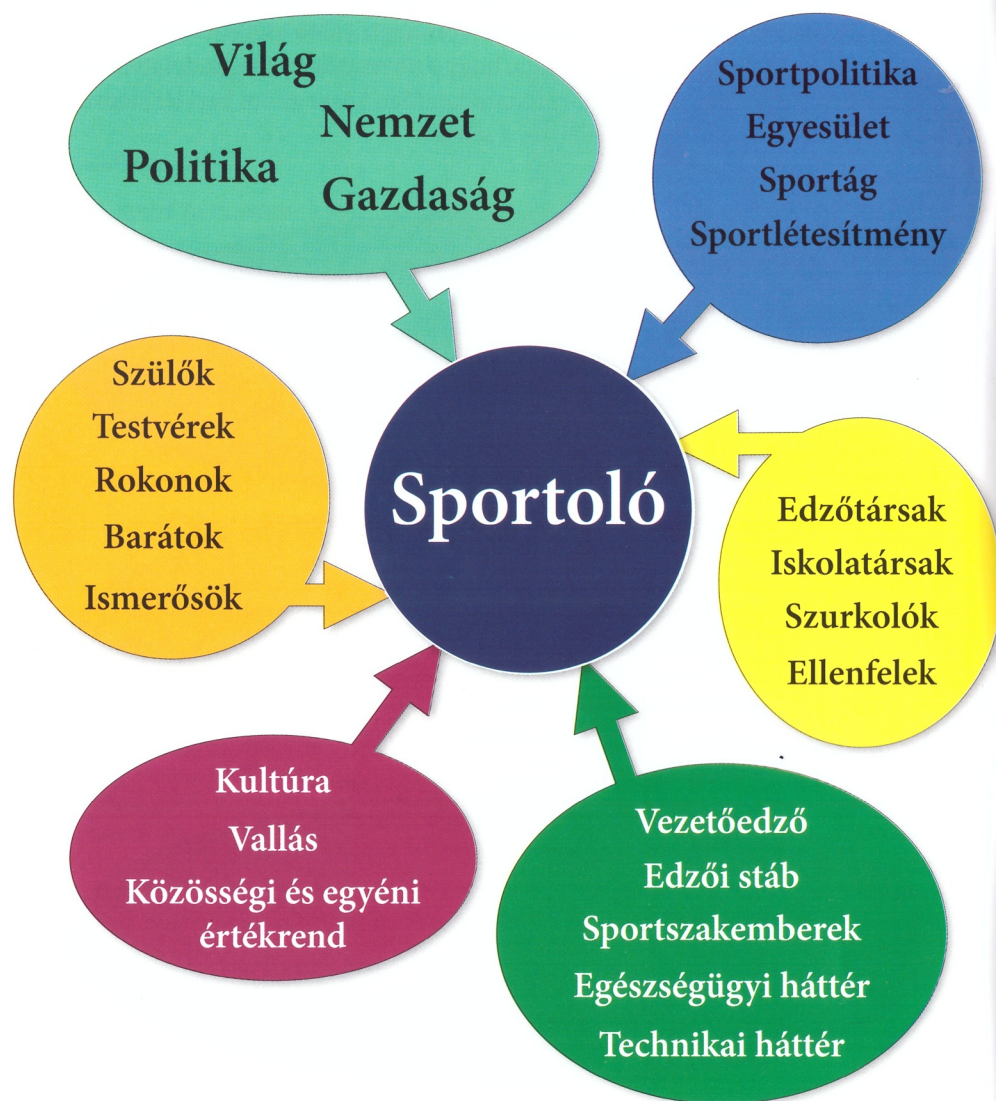 Világ
Nemzet
Politika
Gazdaság
Sportpolitika
Egyesület
Sportág
Sportlétesítmény
Szülők
Testvérek
Rokonok
Barátok
Ismerősök
Sportoló
Edzőtársak
Iskolatársak
Szurkolók
Ellenfelek
Kultúra
Vallás
Közösségi és egyéni
értékrend
Vezetőedző
Edzői stáb
Sportszakemberek
Egészségügyi háttér
Technikai háttér